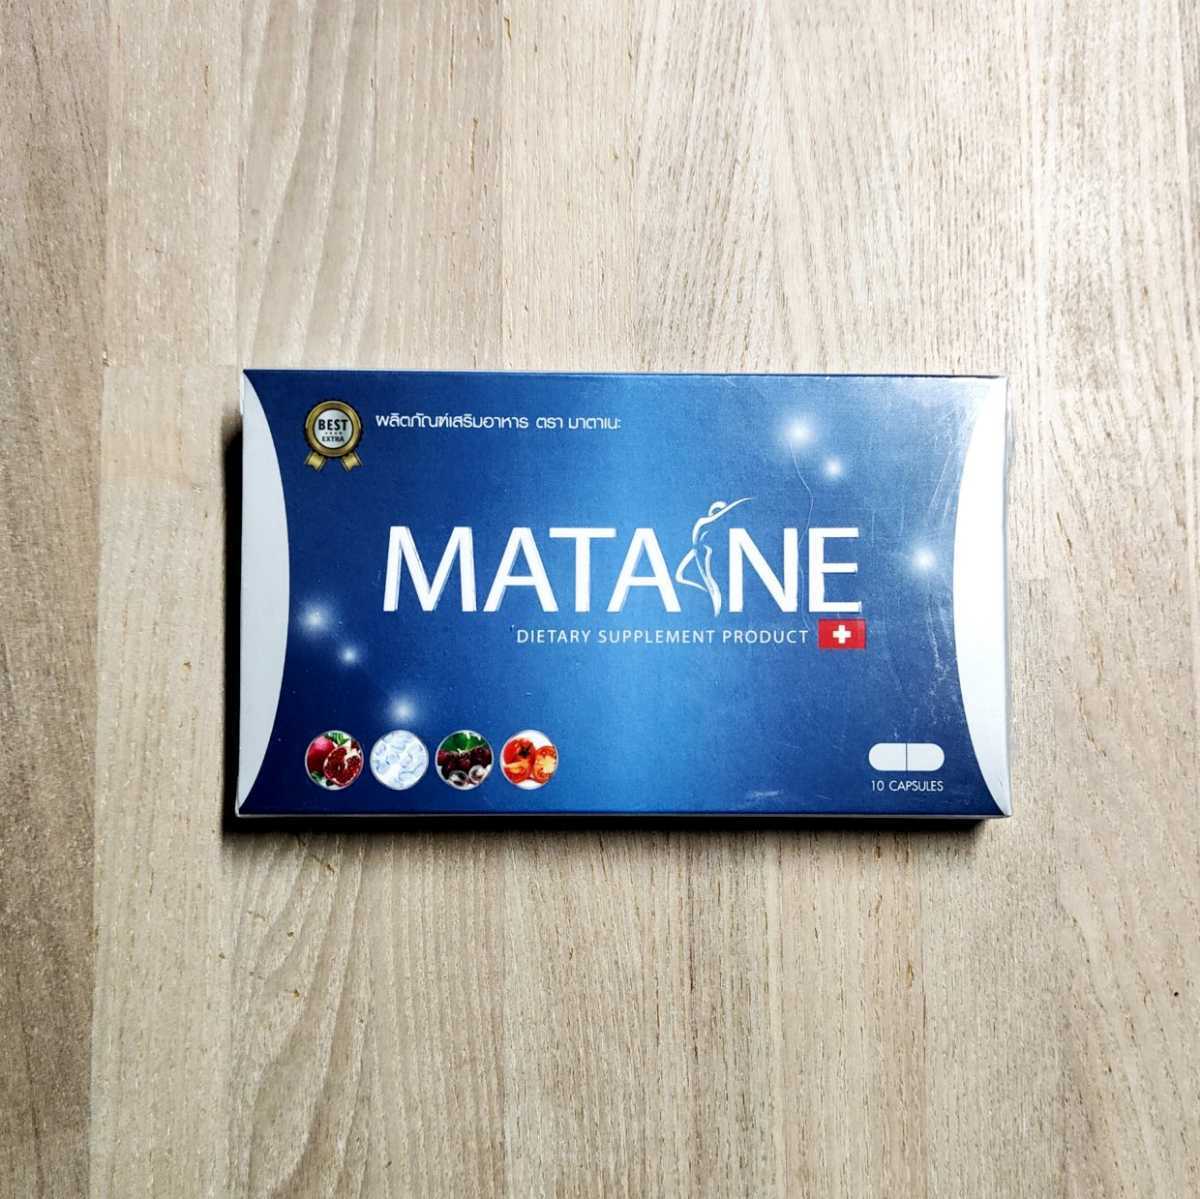 BEST
EXTRA
ผลิตภัณฑ์เสริมอาหาร ตรา มาตาเนะ
MATANE
DIETARY SUPPLEMENT PRODUCT
10 CAPSULES